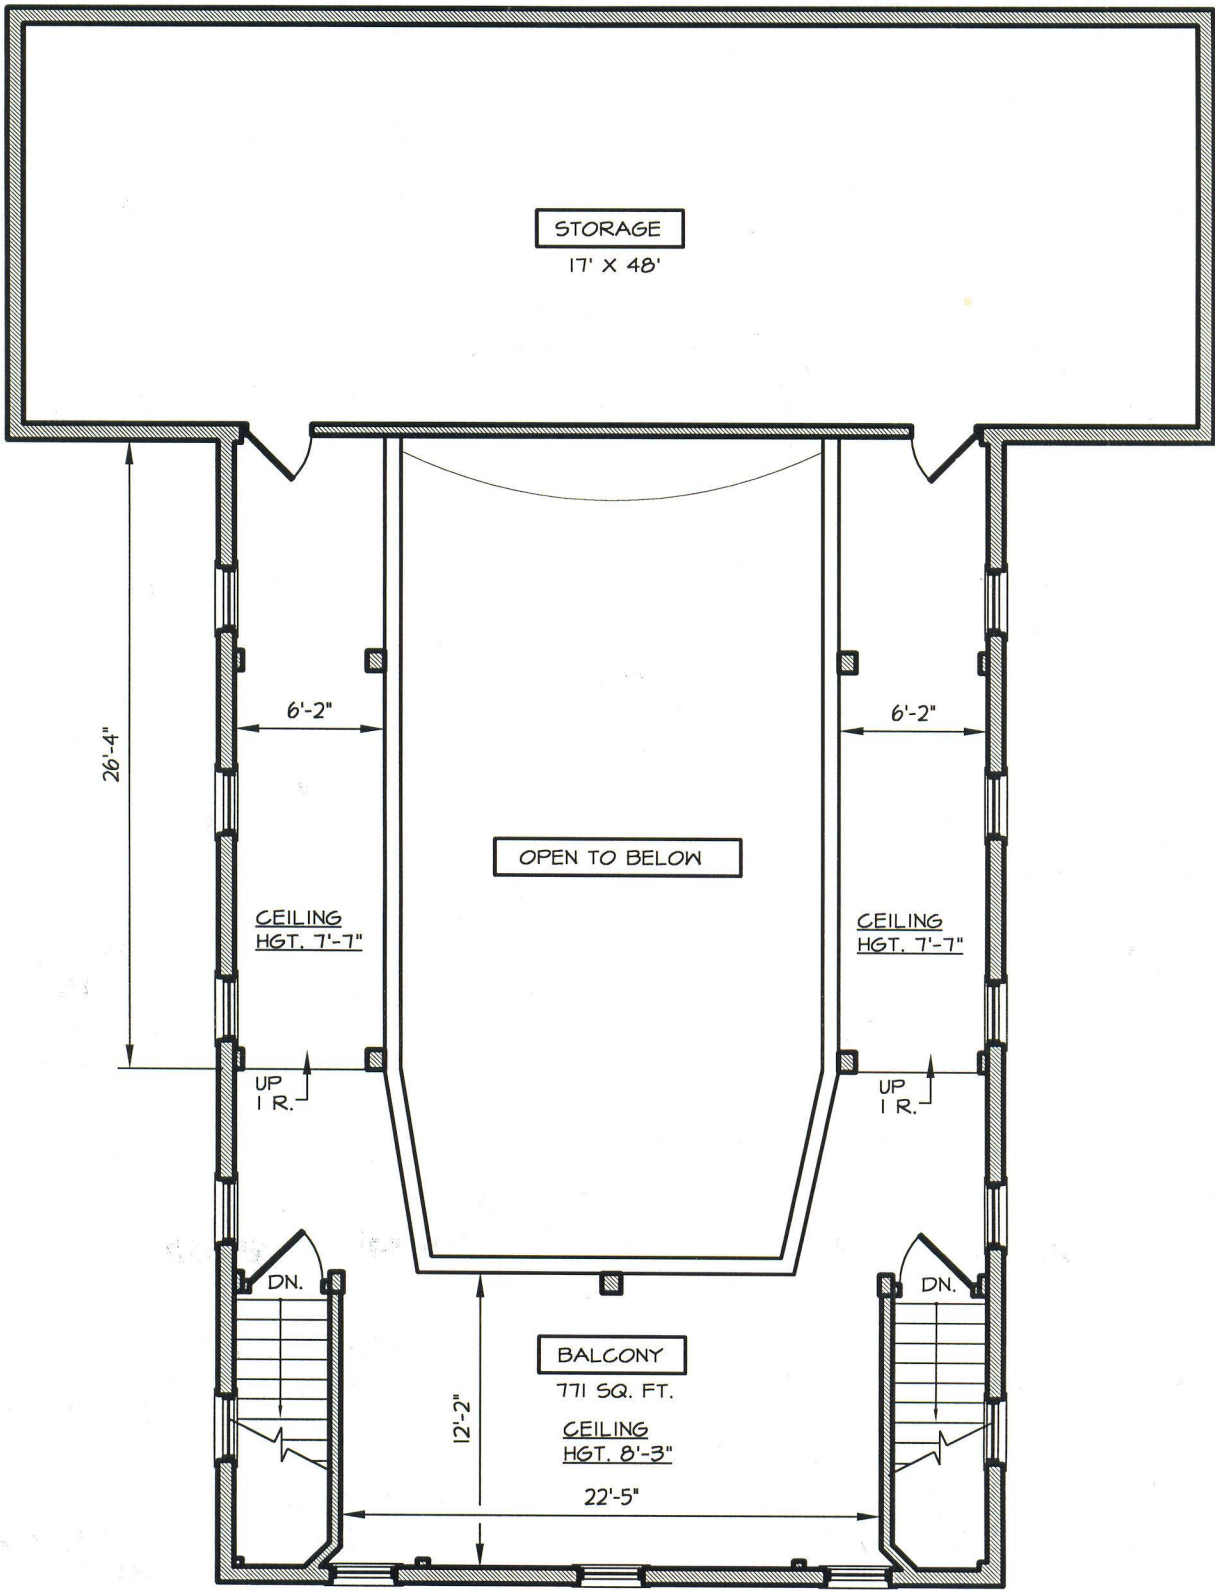 STORAGE
17' X 48'
6'-2"
6'-2"
26'-4"
OPEN TO BELOW
CEILING
HGT. 7'-7"
CEILING
HGT. 7'-7"
UP
1 R.
UP
1 R.
DN.
DN.
BALCONY
771 SQ. FT.
12'-2"
CEILING
HGT. 8'-3"
22'-5"